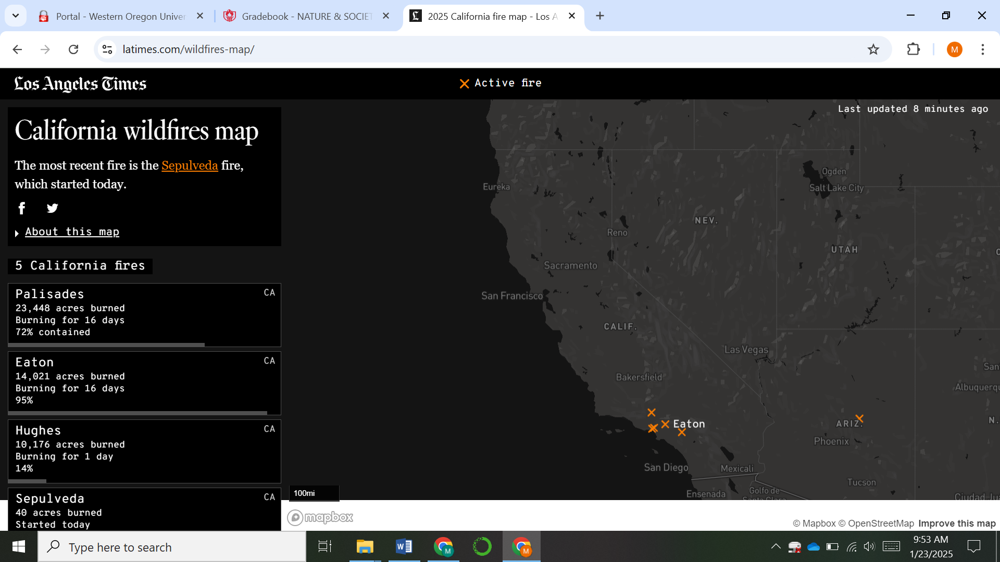 Portal - Western Oregon Univer
Gradebook - NATURE & SOCIET
2025 California fire map - Los A
latimes.com/wildfires-map/
M
Los Angeles Times
Active fire
Last updated 8 minutes ago
California wildfires map
The most recent fire is the Sepulveda fire,
which started today.
About this map
5 California fires
Palisades
CA
23,448 acres burned
Burning for 16 days
72% contained
Eaton
CA
14,021 acres burned
Burning for 16 days
95%
Hughes
CA
10,176 acres burned
Burning for 1 day
14%
Sepulveda
CA
40 acres burned
Started today
Ogden
Salt Lake City
Eureka
NEV.
Reno
UTAH
C
Sacramento
San Francisco
CALIF.
Las Vegas
San
Bakersfield
Albuquerqu
Eaton
ARIZ.
N.
Phoenix
San Diego
Mexicali
Tucson
Ensenada
Golfo de
Santa Clara
Ciudad Ju
100mi
mapbox
© Mapbox © OpenStreetMap Improve this map
Type here to search
M
M
9:53 AM
1/23/2025